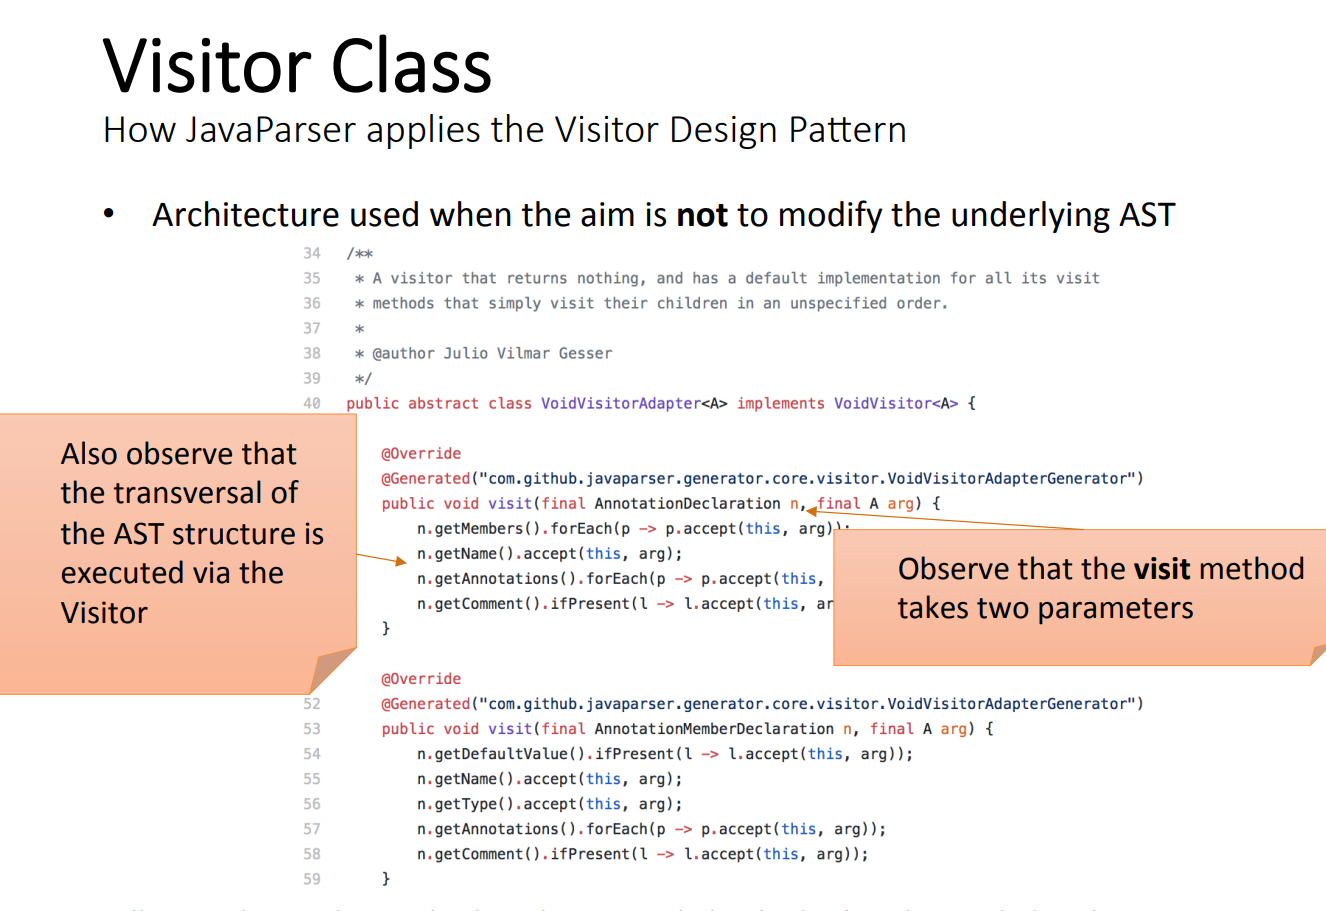 Visitor Class
How JavaParser applies the Visitor Design Pattern
• Architecture used when the aim is not to modify the underlying AST
34 /**
35  * A visitor that returns nothing, and has a default implementation for all its visit
36  * methods that simply visit their children in an unspecified order.
37  *
38  * @author Julio Vilmar Gesser
39  */
40 public abstract class VoidVisitorAdapter<A> implements VoidVisitor<A> {
@Override
@Generated("com.github.javaparser.generator.core.visitor.VoidVisitorAdapterGenerator")
public void visit(final AnnotationDeclaration n, final A arg) {
n.getMembers().forEach(p -> p.accept(this, arg));
n.getName().accept(this, arg);
n.getAnnotations().forEach(p -> p.accept(this,
n.getComment().ifPresent(l -> l.accept(this, ar
}
Also observe that
the transversal of
the AST structure is
executed via the
Visitor
Observe that the visit method
takes two parameters
@Override
52 @Generated("com.github.javaparser.generator.core.visitor.VoidVisitorAdapterGenerator")
53 public void visit(final AnnotationMemberDeclaration n, final A arg) {
54 n.getDefaultValue().ifPresent(l -> l.accept(this, arg));
55 n.getName().accept(this, arg);
56 n.getType().accept(this, arg);
57 n.getAnnotations().forEach(p -> p.accept(this, arg));
58 n.getComment().ifPresent(l -> l.accept(this, arg));
59 }